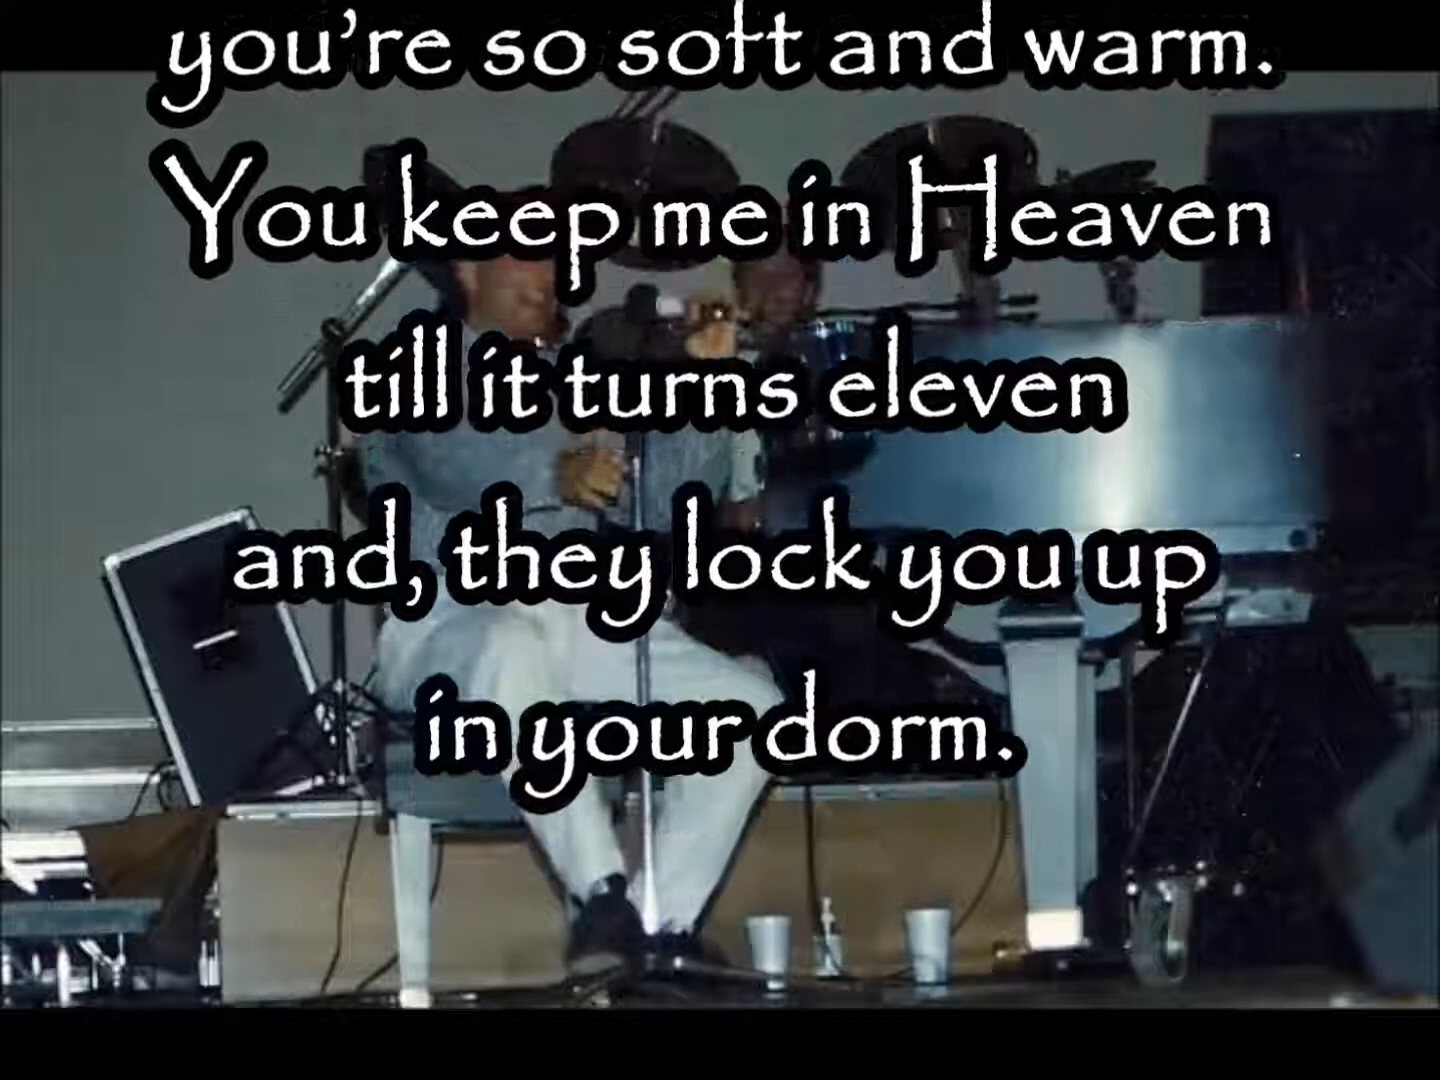 you're so soft and warm.
You keep me in Heaven
till it turns eleven
and, they lock you up
in your dorm.